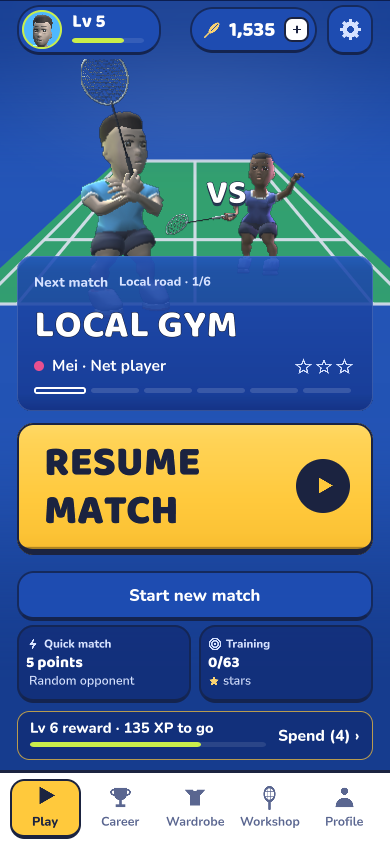 Lv 5
1,535
+
VS
Next match Local road · 1/6
LOCAL GYM
Mei · Net player
RESUME
MATCH
Start new match
Quick match
5 points
Random opponent
Training
0/63
stars
Lv 6 reward · 135 XP to go
Spend (4) ›
Play
Career
Wardrobe
Workshop
Profile